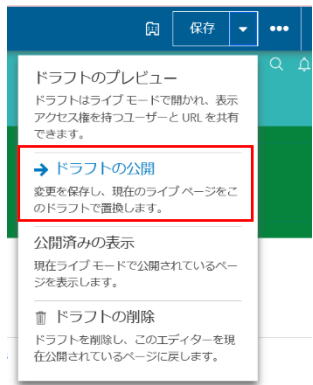 保存
ドラフトのプレビュー
ドラフトはライブ モードで開かれ、表示
アクセス権を持つユーザーと URL を共有
できます。
ドラフトの公開
変更を保存し、現在のライブ ページをこ
のドラフトで置換します。
公開済みの表示
現在ライブ モードで公開されているペー
ジを表示します。
ドラフトの削除
ドラフトを削除し、このエディターを現
在公開されているページに戻します。